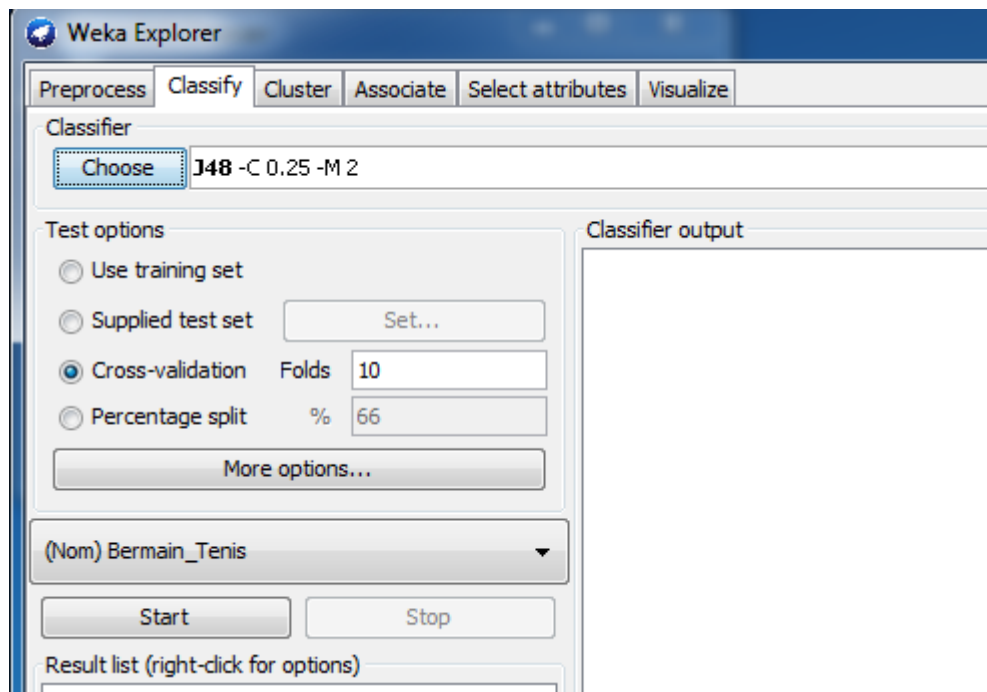 Weka Explorer
Preprocess Classify Cluster Associate Select attributes Visualize
Classifier
Choose J48 -C 0.25 -M 2
Test options
Use training set
Supplied test set Set...
Cross-validation Folds 10
Percentage split % 66
More options...
(Nom) Bermain_Tenis
Start Stop
Result list (right-click for options)
Classifier output